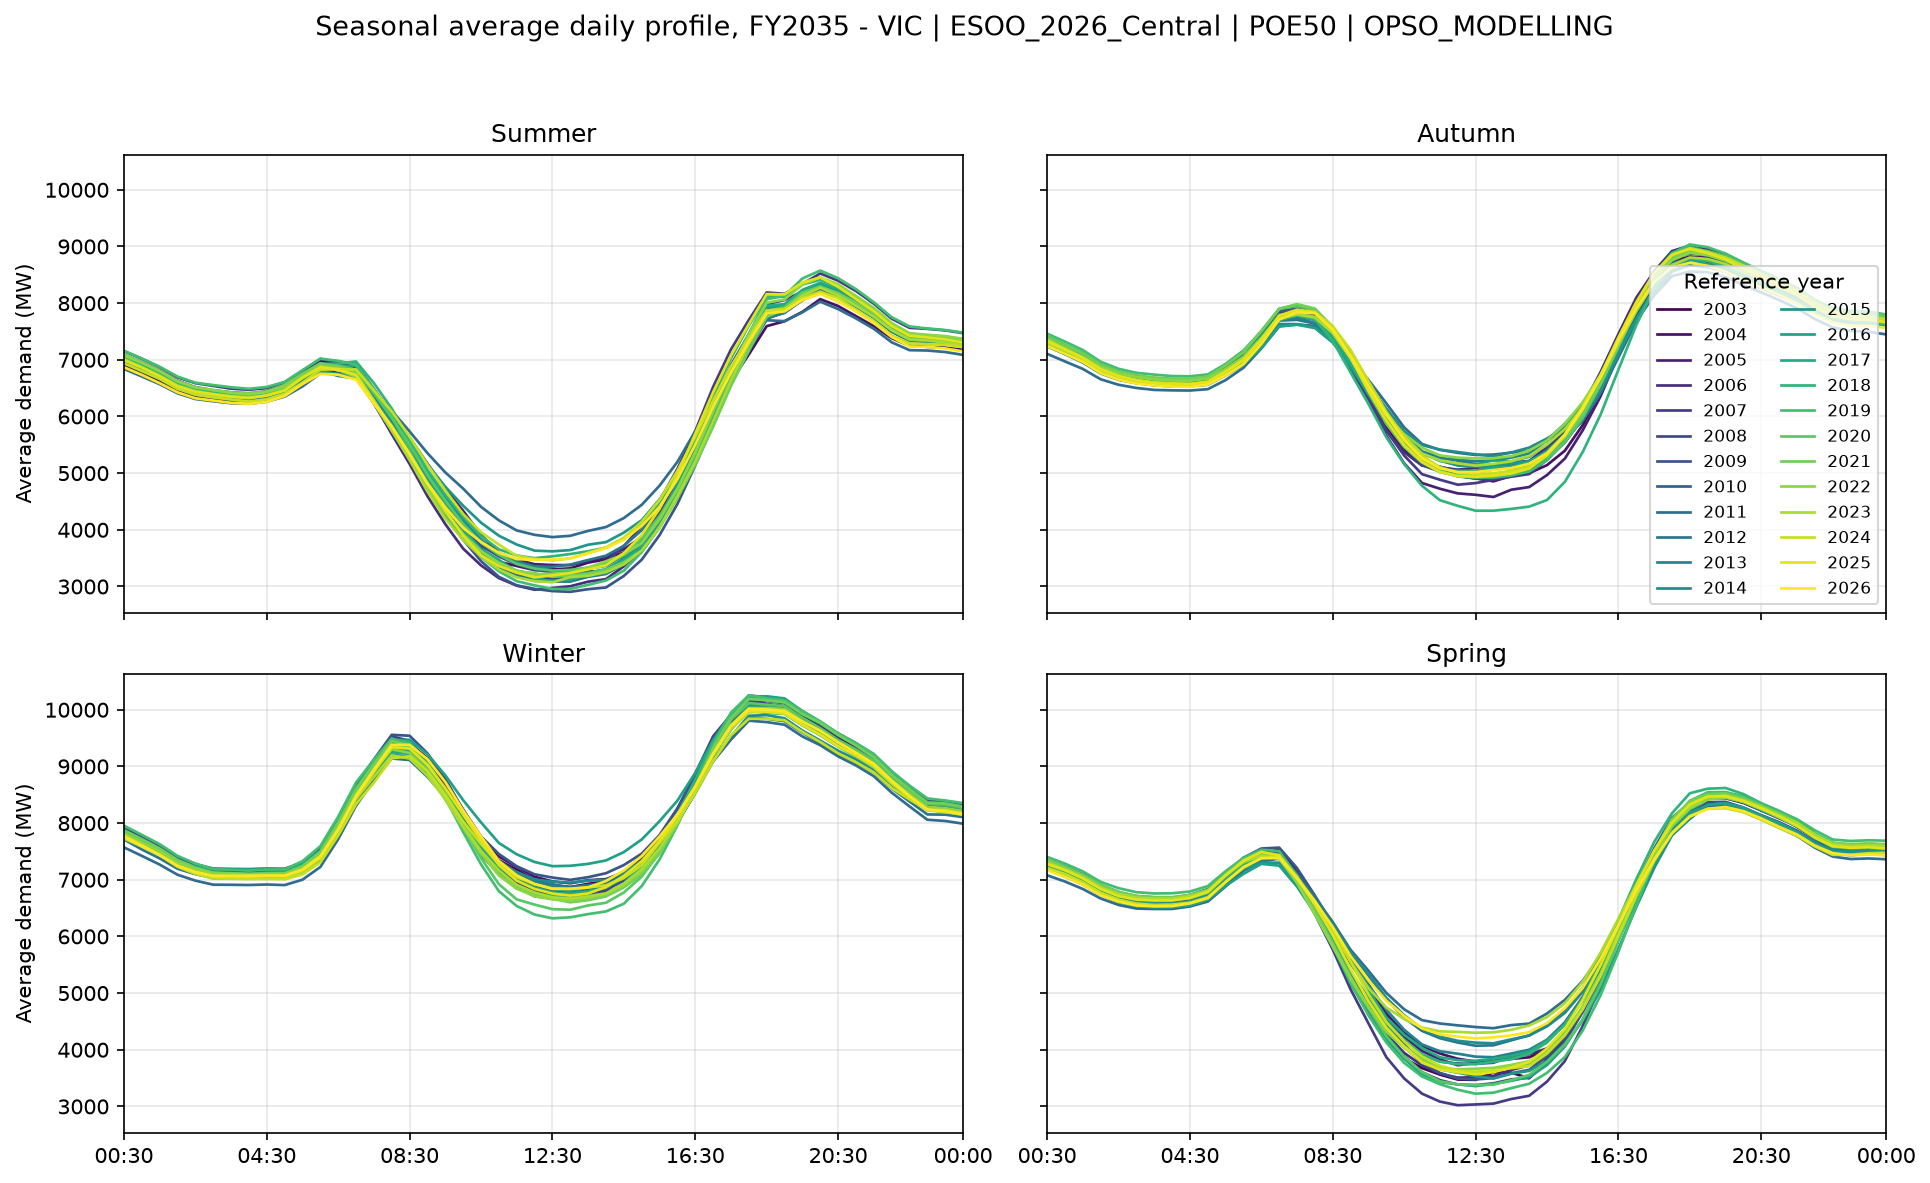 Seasonal average daily profile, FY2035 - VIC | ESOO_2026_Central | POE50 | OPSO_MODELLING
Summer
Autumn
Average demand (MW)
10000
9000
8000
7000
6000
5000
4000
3000
Reference year
2003 2015
2004 2016
2005 2017
2006 2018
2007 2019
2008 2020
2009 2021
2010 2022
2011 2023
2012 2024
2013 2025
2014 2026
Winter
Spring
Average demand (MW)
10000
9000
8000
7000
6000
5000
4000
3000
00:30 04:30 08:30 12:30 16:30 20:30 00:00
00:30 04:30 08:30 12:30 16:30 20:30 00:00